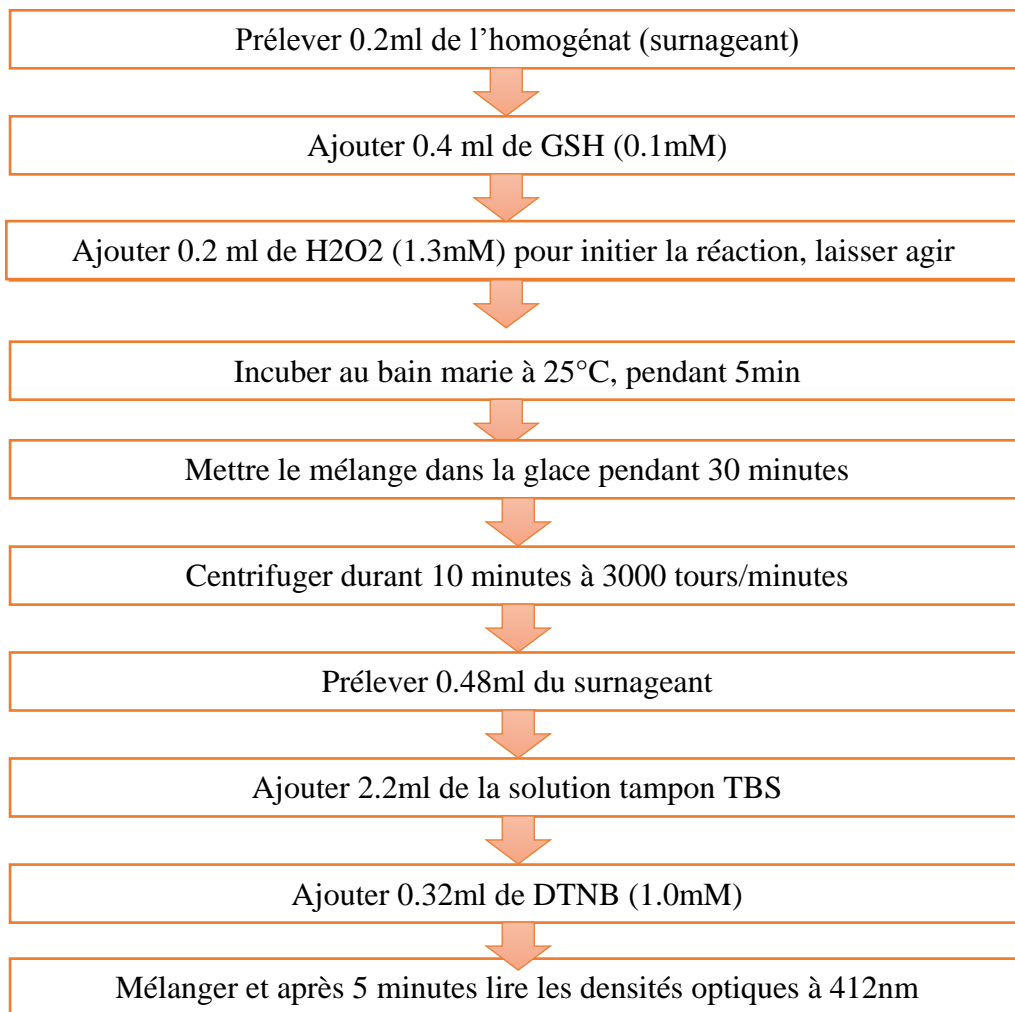 Prélever 0.2ml de l’homogénat (surnageant)
Ajouter 0.4 ml de GSH (0.1mM)
Ajouter 0.2 ml de H2O2 (1.3mM) pour initier la réaction, laisser agir
Incuber au bain marie à 25°C, pendant 5min
Mettre le mélange dans la glace pendant 30 minutes
Centrifuger durant 10 minutes à 3000 tours/minutes
Prélever 0.48ml du surnageant
Ajouter 2.2ml de la solution tampon TBS
Ajouter 0.32ml de DTNB (1.0mM)
Mélanger et après 5 minutes lire les densités optiques à 412nm